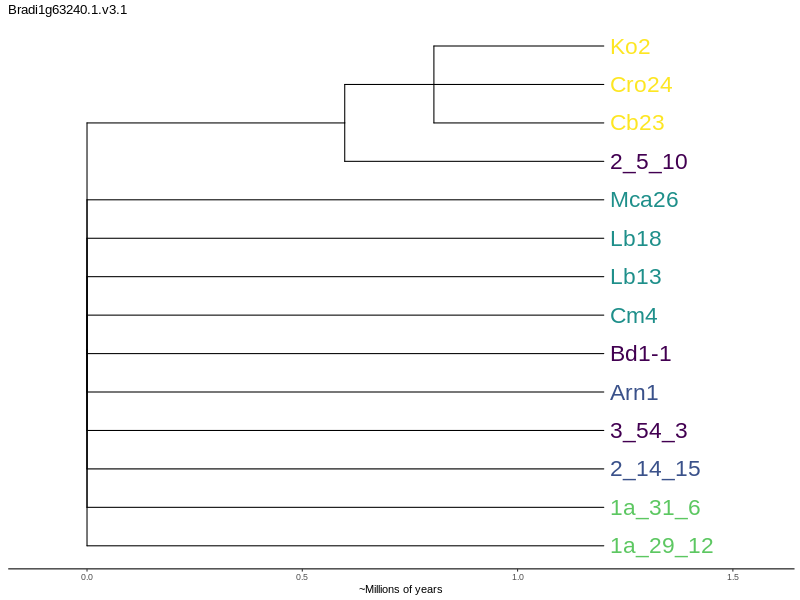 Bradi1g63240.1.v3.1
Ko2
Cro24
Cb23
2_5_10
Mca26
Lb18
Lb13
Cm4
Bd1-1
Arn1
3_54_3
2_14_15
1a_31_6
1a_29_12
0.0 0.5 1.0 1.5
~Millions of years